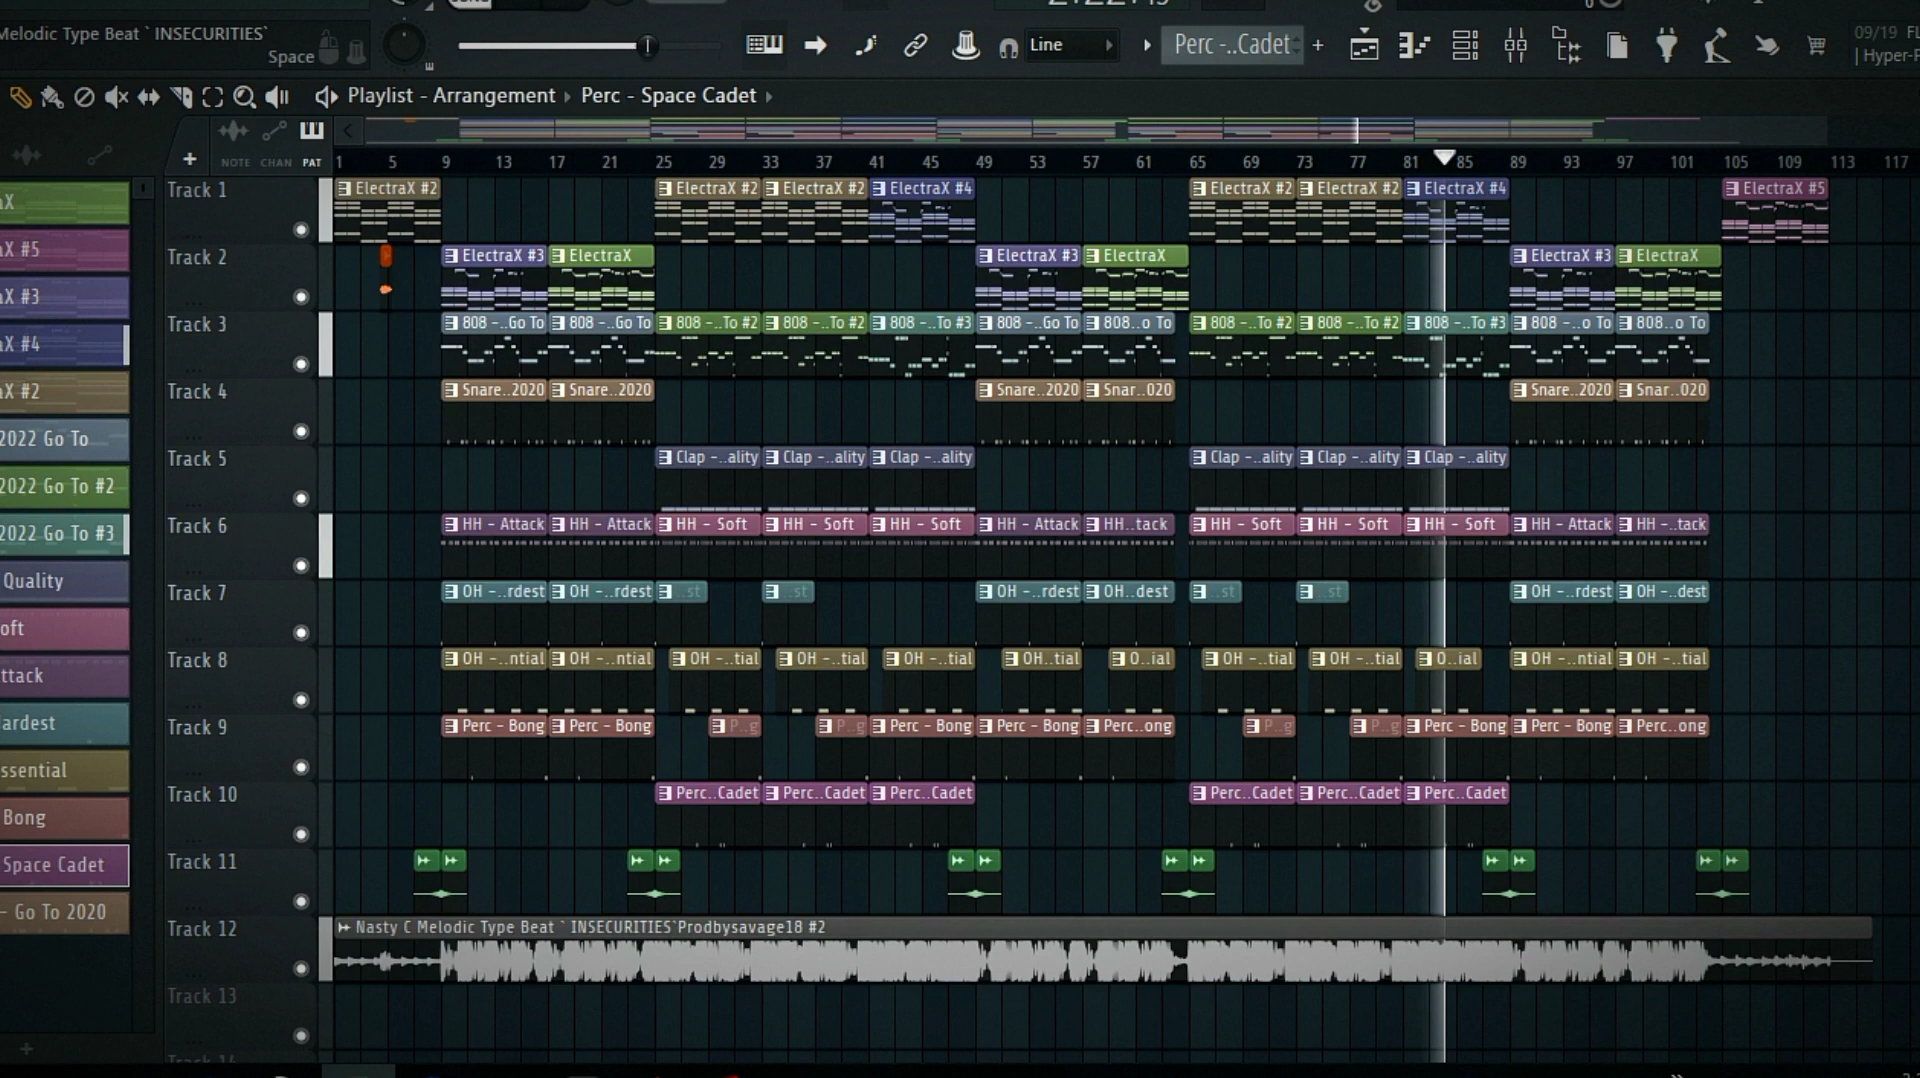 Melodic Type Beat ` INSECURITIES`
Space
Line
Perc -..Cadet
+
09/19 FL
| Hyper-F
Playlist - Arrangement › Perc - Space Cadet ›
NOTE CHAN PAT
1 5 9 13 17 21 25 29 33 37 41 45 49 53 57 61 65 69 73 77 81 85 89 93 97 101 105 109 113 117
Track 1
ElectraX #2 ElectraX #2 ElectraX #2 ElectraX #4 ElectraX #2 ElectraX #2 ElectraX #4 ElectraX #5
Track 2
ElectraX #3 ElectraX ElectraX #3 ElectraX ElectraX #3 ElectraX
Track 3
808 -..Go To 808 -..Go To 808 -..To #2 808 -..To #2 808 -..To #3 808 -..Go To 808..o To 808 -..To #2 808 -..To #2 808 -..To #3 808 -..o To 808..o To
Track 4
Snare..2020 Snare..2020 Snare..2020 Snar..020 Snare..2020 Snar..020
Track 5
Clap -..ality Clap -..ality Clap -..ality Clap -..ality Clap -..ality Clap -..ality
Track 6
HH - Attack HH - Attack HH - Soft HH - Soft HH - Soft HH - Attack HH..tack HH - Soft HH - Soft HH - Soft HH - Attack HH -..tack
Track 7
OH -..rdest OH -..rdest ..st ..st OH -..rdest OH..dest ..st ..st OH -..rdest OH -..dest
Track 8
OH -..ntial OH -..ntial OH -..tial OH -..tial OH -..tial OH..tial O..ial OH -..tial OH -..tial O..ial OH -..ntial OH -..tial
Track 9
Perc - Bong Perc - Bong P..g P..g Perc - Bong Perc - Bong Perc..ong P..g P..g Perc - Bong Perc - Bong Perc..ong
Track 10
Perc..Cadet Perc..Cadet Perc..Cadet Perc..Cadet Perc..Cadet Perc..Cadet
Track 11
Track 12
Nasty C Melodic Type Beat ` INSECURITIES`Prodbysavage18 #2
Track 13
Track 14
aX
aX #5
aX #3
aX #4
aX #2
2022 Go To
2022 Go To #2
2022 Go To #3
Quality
oft
ttack
ardest
ssential
Bong
Space Cadet
- Go To 2020